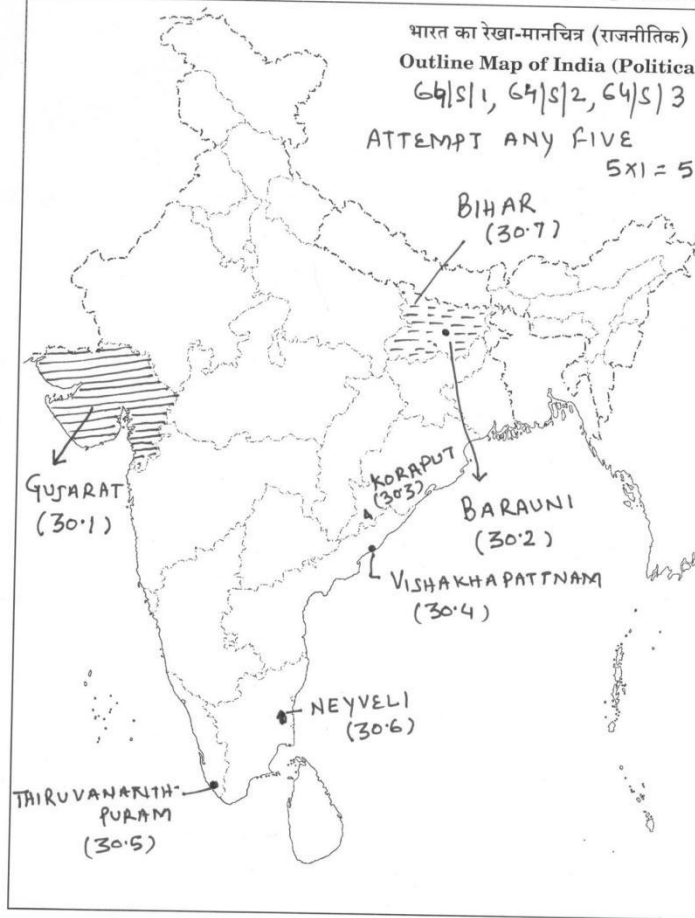 भारत का रेखा-मानचित्र (राजनीतिक)
Outline Map of India (Politica
64|S|1, 64|S|2, 64|S|3
ATTEMPT ANY FIVE
5×1 = 5
BIHAR
(30.7)
KORAPUT
(30.3)
GUJARAT
(30.1)
BARAUNI
(30.2)
VISHAKHAPATTNAM
(30.4)
NEYVELI
(30.6)
THIRUVANANTH-
PURAM
(30.5)